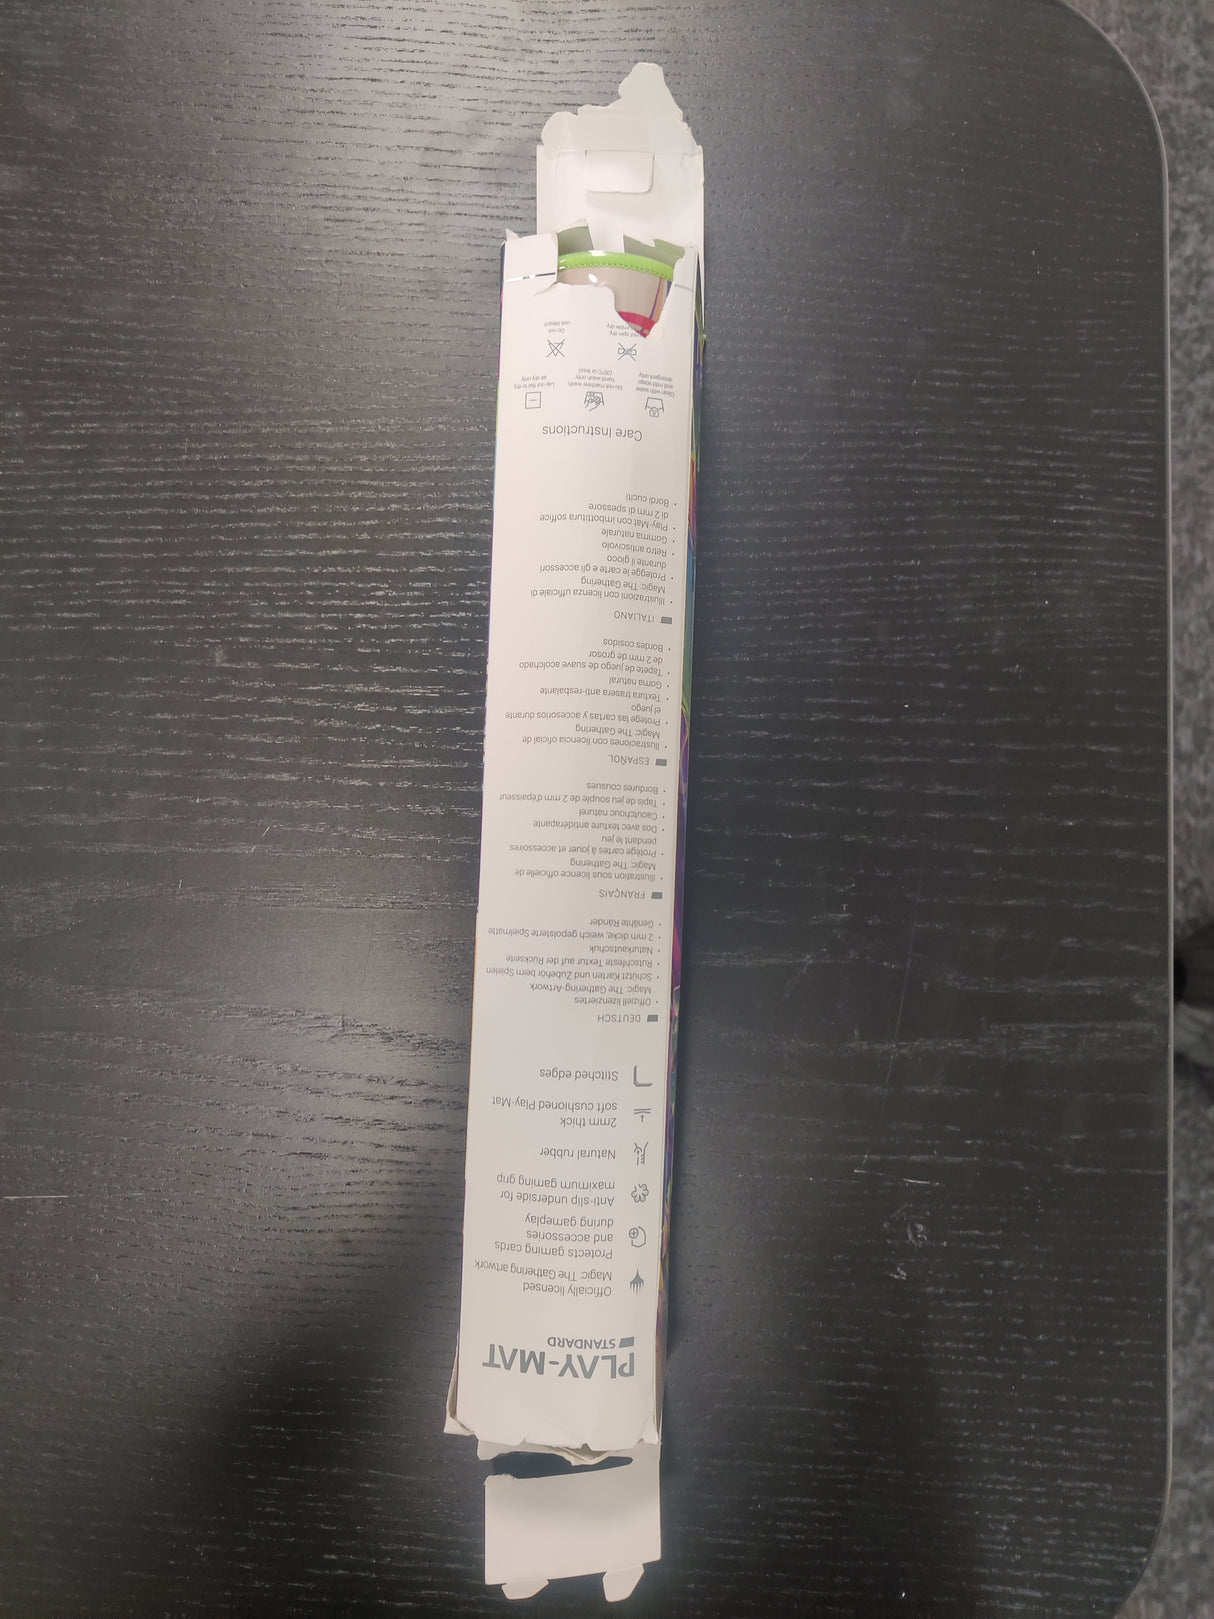 PLAY-MAT
STANDARD
Officially licensed
Magic: The Gathering artwork
Protects gaming cards
and accessories
during gameplay
Anti-slip underside for
maximum gaming grip
Natural rubber
2mm thick
soft cushioned Play-Mat
Stitched edges
DEUTSCH
• Offiziell lizenziertes
Magic: The Gathering-Artwork
• Schützt Karten und Zubehör beim Spielen
• Rutschfeste Textur auf der Rückseite
• Naturkautschuk
• 2 mm dicke, weich gepolsterte Spielmatte
• Genähte Ränder
FRANÇAIS
• Illustration sous licence officielle de
Magic: The Gathering
• Protège cartes à jouer et accessoires
pendant le jeu
• Dos avec texture antidérapante
• Caoutchouc naturel
• Tapis de jeu souple de 2 mm d'épaisseur
• Bordures cousues
ESPAÑOL
• Ilustraciones con licencia oficial de
Magic: The Gathering
• Protege las cartas y accesorios durante
el juego
• Textura trasera anti-resbalante
• Goma natural
• Tapete de juego de suave acolchado
de 2 mm de grosor
• Bordes cosidos
ITALIANO
• Illustrazioni con licenza ufficiale di
Magic: The Gathering
• Protegge le carte e gli accessori
durante il gioco
• Retro antiscivolo
• Gomma naturale
• Play-Mat con imbottitura soffice
di 2 mm di spessore
• Bordi cuciti
Care Instructions
Clean with water
and mild soap/
detergent only
Do not machine wash,
hand wash only
(30°C or less)
Lay out flat to dry,
air dry only
not spin dry,
tumble dry
Do not
use bleach